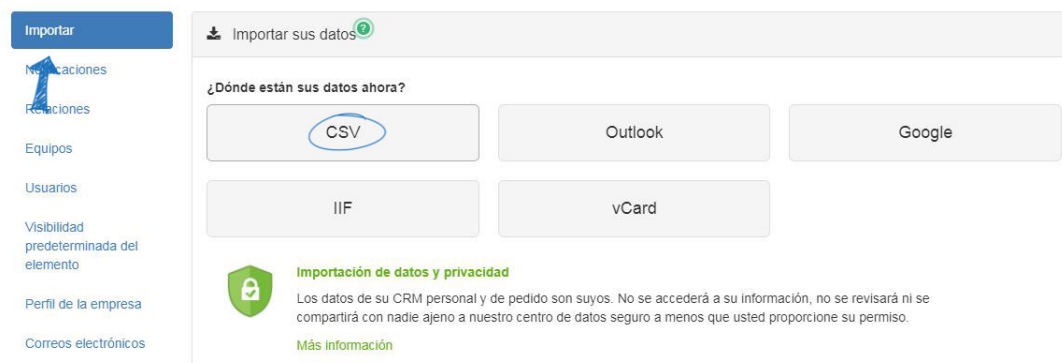 Importar
Importar sus datos
Notificaciones
Relaciones
Equipos
Usuarios
Visibilidad
predeterminada del
elemento
Perfil de la empresa
Correos electrónicos
¿Dónde están sus datos ahora?
CSV
Outlook
Google
IIF
vCard
Importación de datos y privacidad
Los datos de su CRM personal y de pedido son suyos. No se accederá a su información, no se revisará ni se
compartirá con nadie ajeno a nuestro centro de datos seguro a menos que usted proporcione su permiso.
Más información